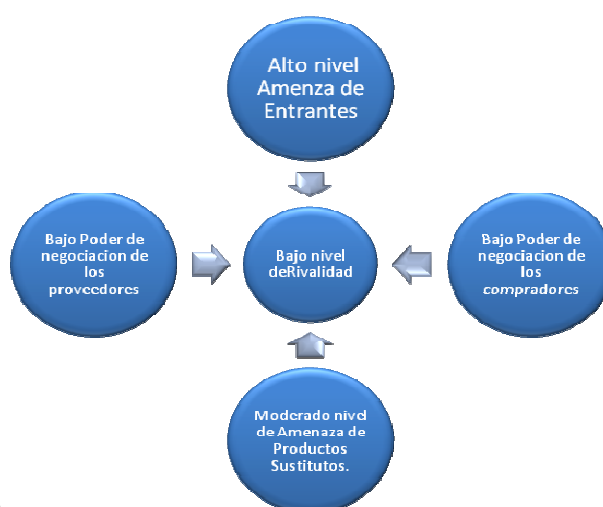 Alto nivel
Amenza de
Entrantes
Bajo Poder de
negociacion de
los
proveedores
Bajo nivel
deRivalidad
Bajo Poder de
negociacion de
los
compradores
Moderado nivel
de Amenaza de
Productos
Sustitutos.